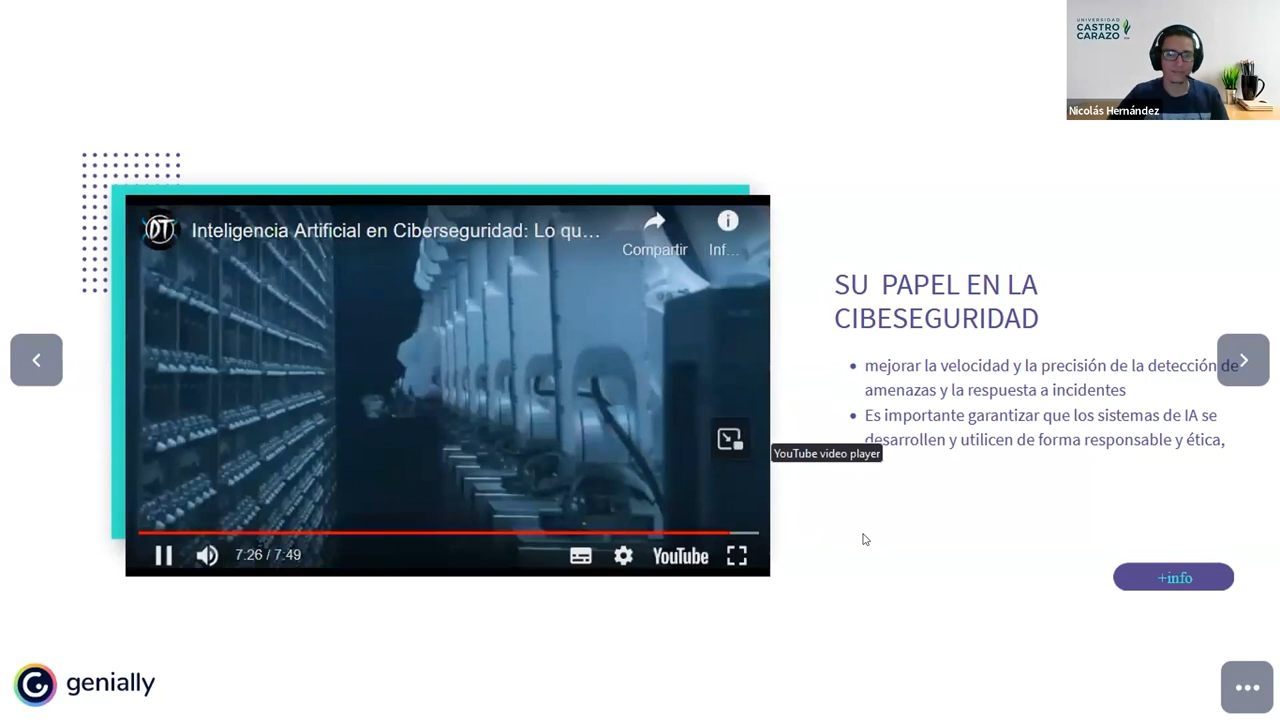 UNIVERSIDAD
CASTRO
CARAZO
Nicolás Hernández
DT
Inteligencia Artificial en Ciberseguridad: Lo qu...
Compartir
Inf...
SU PAPEL EN LA
CIBESEGURIDAD
mejorar la velocidad y la precisión de la detección de
amenazas y la respuesta a incidentes
Es importante garantizar que los sistemas de IA se
desarrollen y utilicen de forma responsable y ética,
YouTube video player
7:26 / 7:49
YouTube
+info
genially